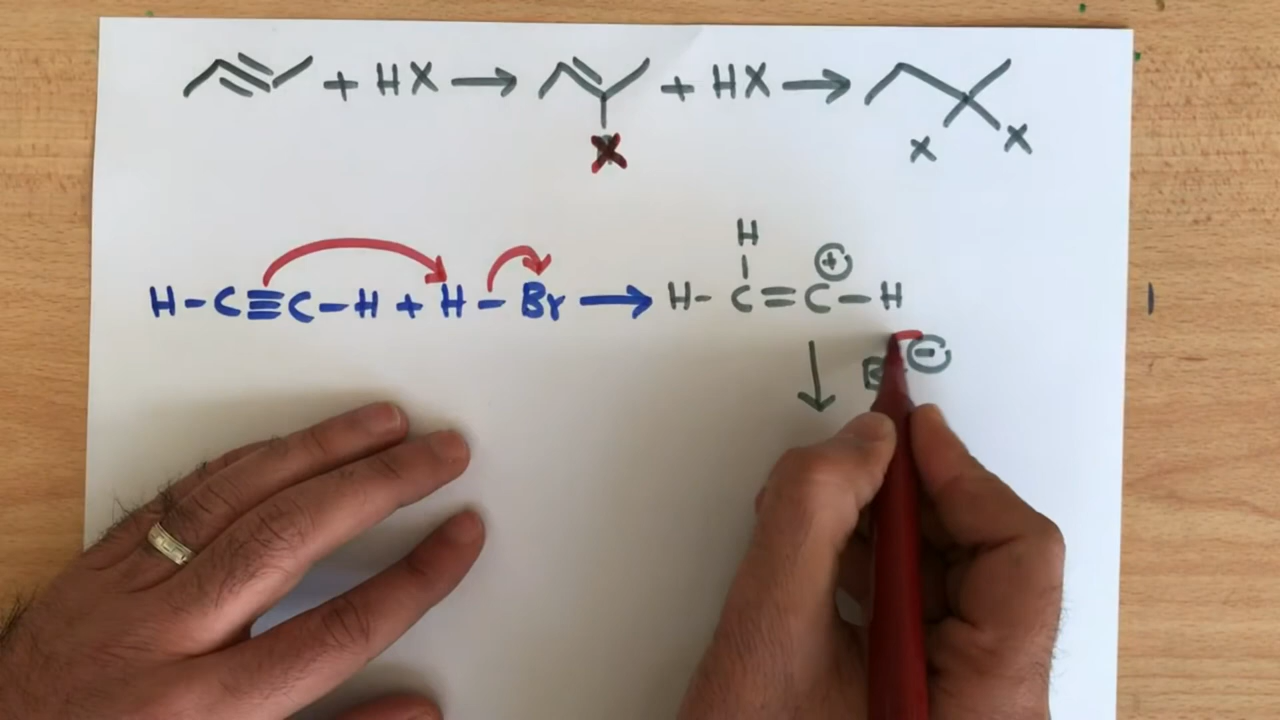 + HX → + HX →
X X X
H
H-C≡C-H + H-Br → H-C=C-H
⊕
↓ ⊖